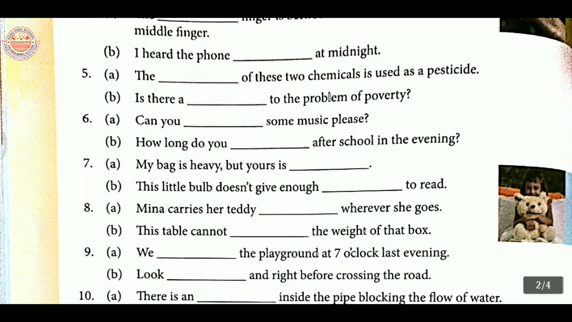 middle finger.
(b) I heard the phone ____________ at midnight.
5. (a) The ____________ of these two chemicals is used as a pesticide.
(b) Is there a ____________ to the problem of poverty?
6. (a) Can you ____________ some music please?
(b) How long do you ____________ after school in the evening?
7. (a) My bag is heavy, but yours is ____________.
(b) This little bulb doesn't give enough ____________ to read.
8. (a) Mina carries her teddy ____________ wherever she goes.
(b) This table cannot ____________ the weight of that box.
9. (a) We ____________ the playground at 7 o'clock last evening.
(b) Look ____________ and right before crossing the road.
2/4
10. (a) There is an ____________ inside the pipe blocking the flow of water.